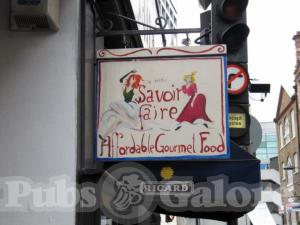 Savoir
faire
Affordable Gourmet Food
RICARD
Pubs Galore